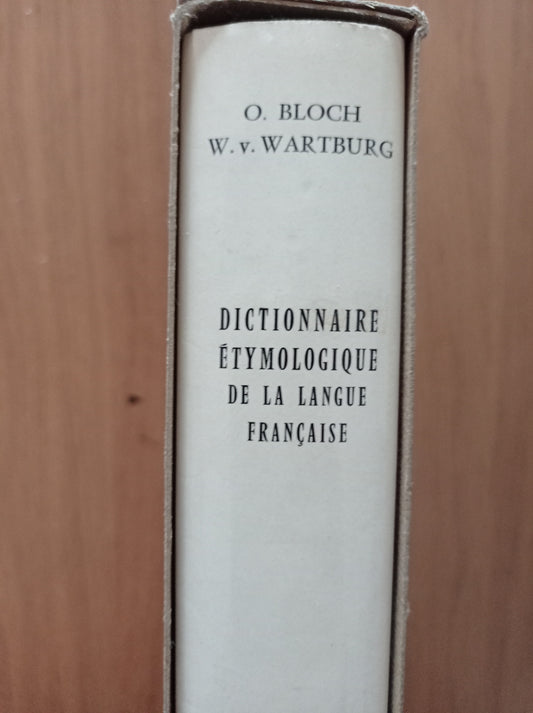 O. BLOCH
W. v. WARTBURG
DICTIONNAIRE
ÉTYMOLOGIQUE
DE LA LANGUE
FRANÇAISE